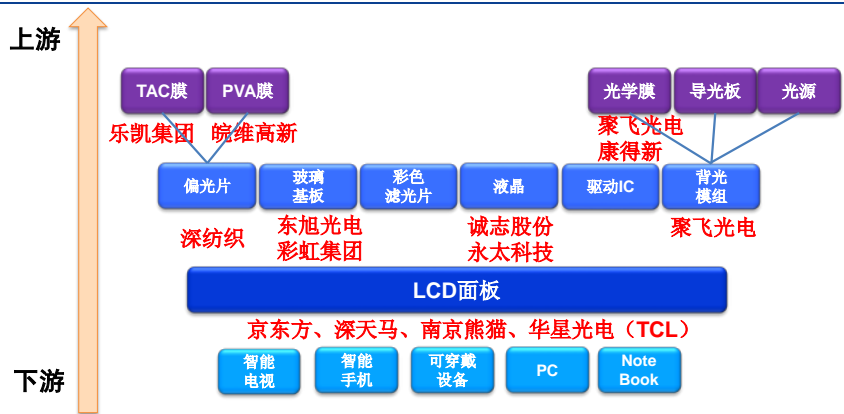 上游
TAC膜
PVA膜
光学膜
导光板
光源
乐凯集团
皖维高新
聚飞光电
康得新
偏光片
玻璃
基板
彩色
滤光片
液晶
驱动IC
背光
模组
深纺织
东旭光电
彩虹集团
诚志股份
永太科技
聚飞光电
LCD面板
京东方、深天马、南京熊猫、华星光电（TCL）
下游
智能
电视
智能
手机
可穿戴
设备
PC
Note
Book